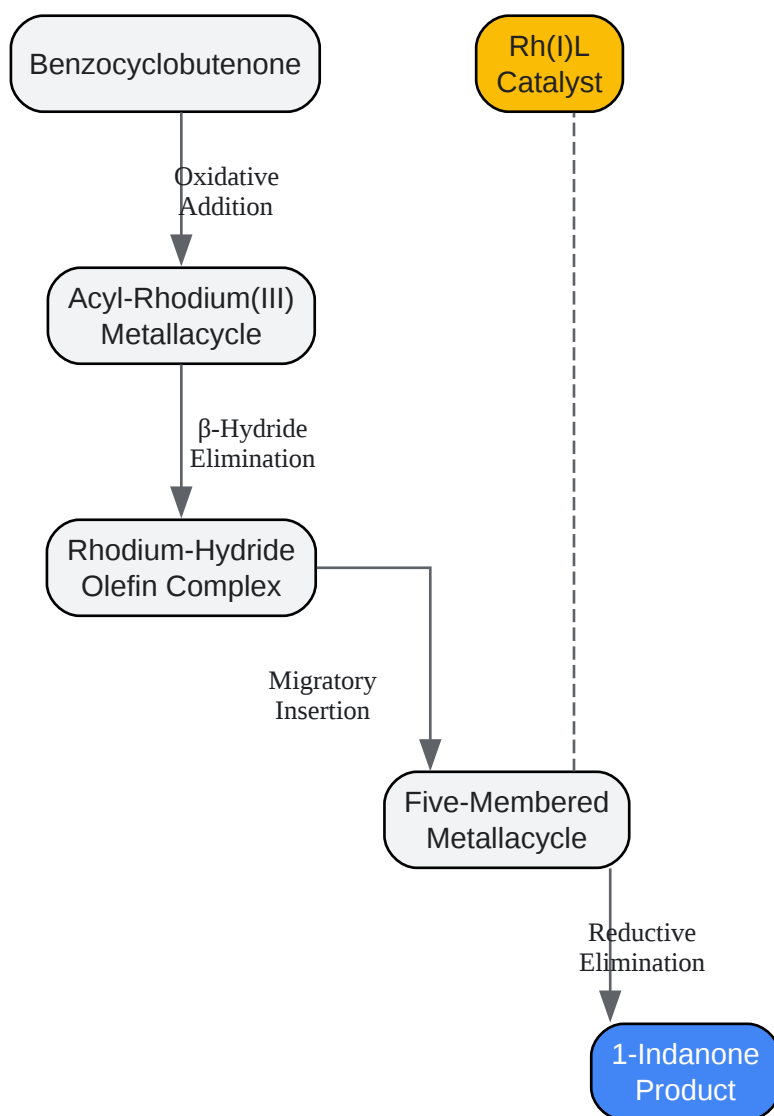 Benzocyclobutenone
Rh(I)L
Catalyst
Oxidative
Addition
Acyl-Rhodium(III)
Metallacycle
β-Hydride
Elimination
Rhodium-Hydride
Olefin Complex
Migratory
Insertion
Five-Membered
Metallacycle
Reductive
Elimination
1-Indanone
Product